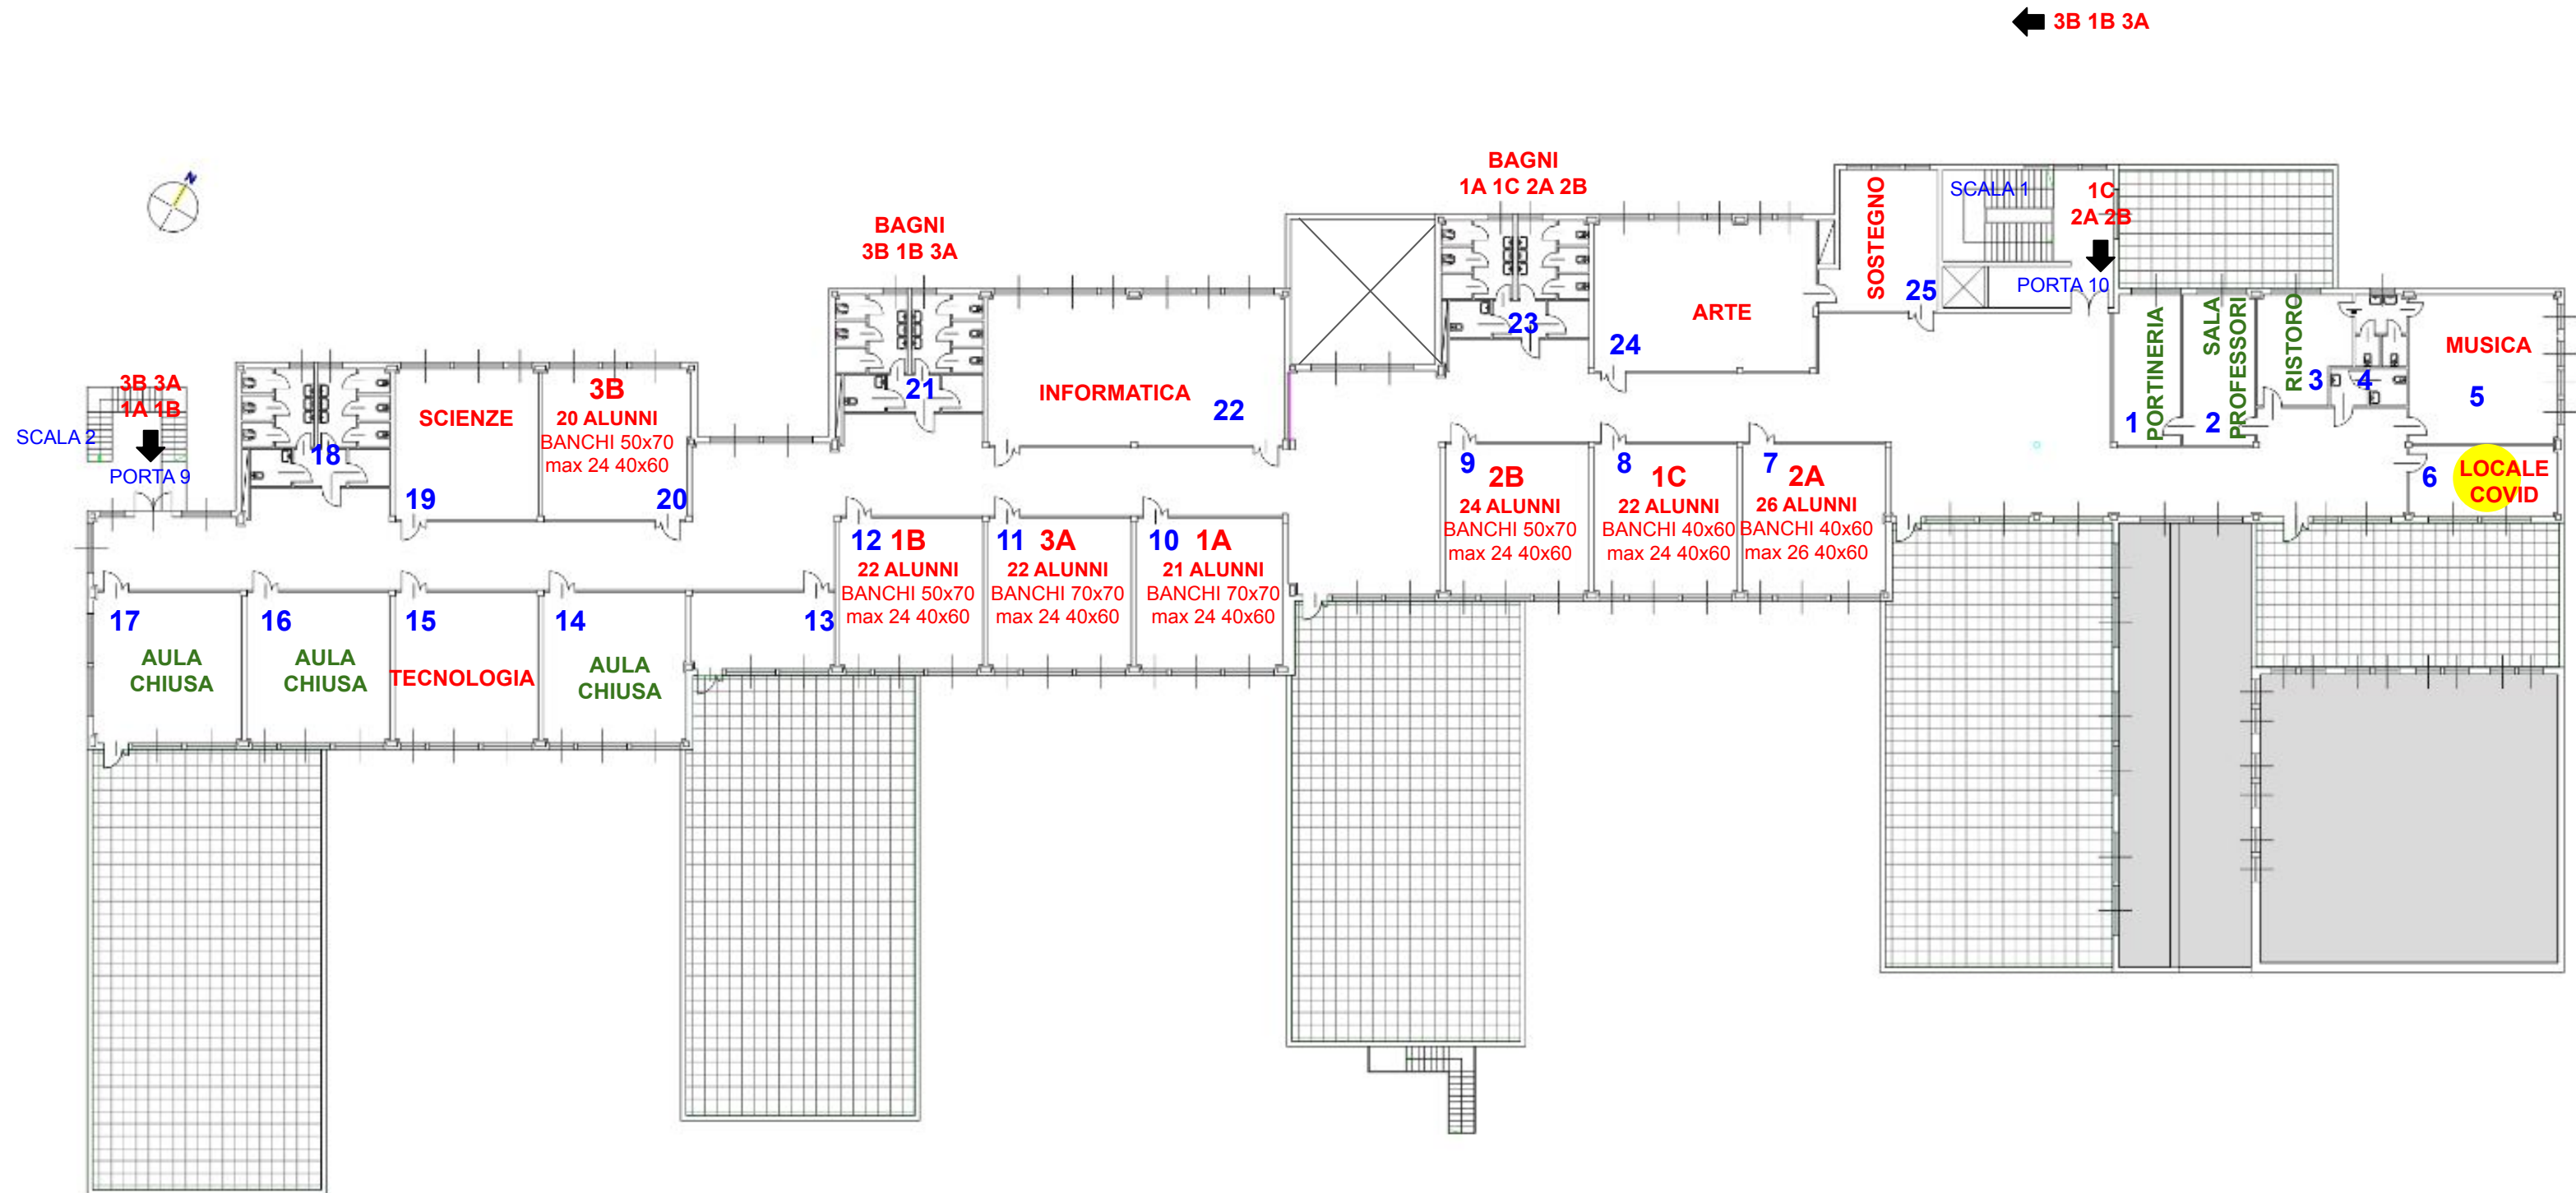 3B 1B 3A
N
BAGNI
1A 1C 2A 2B
BAGNI
3B 1B 3A
SOSTEGNO
25
SCALA 1
1C
2A 2B
PORTA 10
3B 3A
1A 1B
SCALA 2
PORTA 9
18
SCIENZE
19
3B
20 ALUNNI
BANCHI 50x70
max 24 40x60
20
21
INFORMATICA
22
23
24
ARTE
1
PORTINERIA
2
SALA
PROFESSORI
RISTORO
3
4
MUSICA
5
6
LOCALE
COVID
17
AULA
CHIUSA
16
AULA
CHIUSA
15
TECNOLOGIA
14
AULA
CHIUSA
13
12 1B
22 ALUNNI
BANCHI 50x70
max 24 40x60
11 3A
22 ALUNNI
BANCHI 70x70
max 24 40x60
10 1A
21 ALUNNI
BANCHI 70x70
max 24 40x60
9
2B
24 ALUNNI
BANCHI 50x70
max 24 40x60
8
1C
22 ALUNNI
BANCHI 40x60
max 24 40x60
7
2A
26 ALUNNI
BANCHI 40x60
max 26 40x60